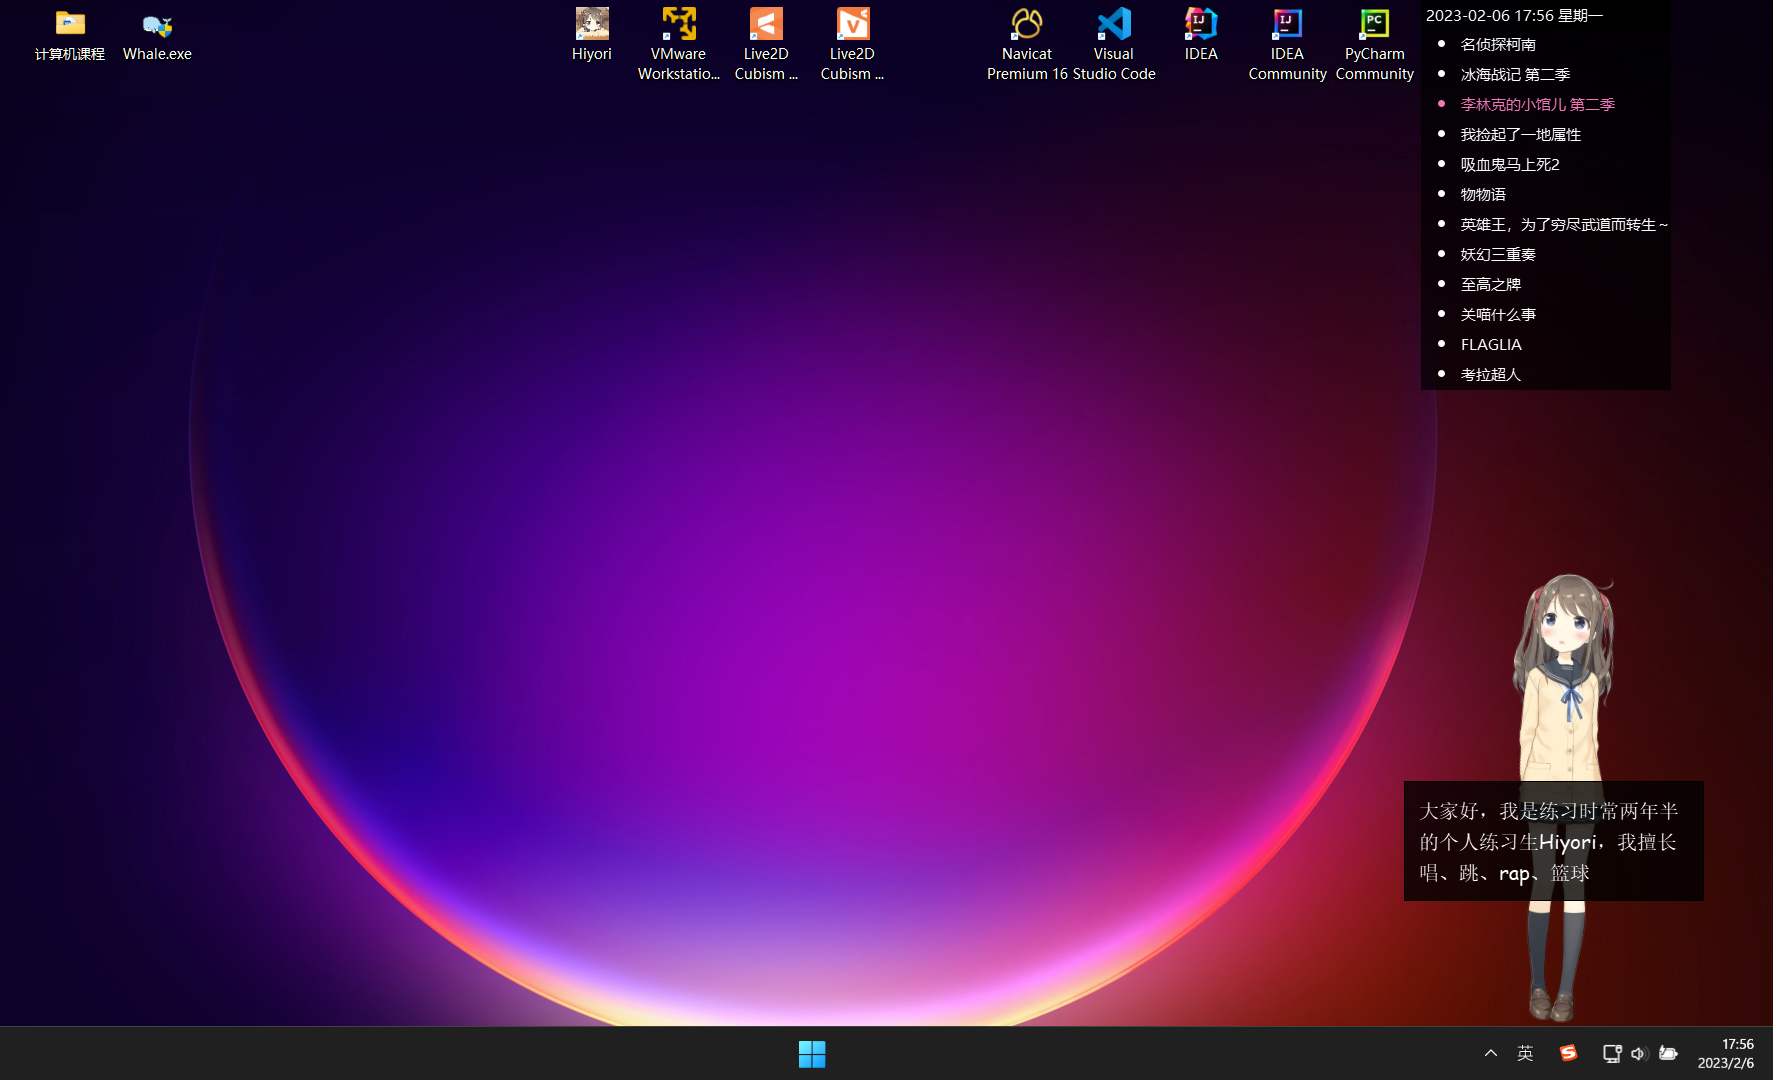 计算机课程
Whale.exe
Hiyori
VMware
Workstatio...
Live2D
Cubism ...
Live2D
Cubism ...
Navicat
Premium 16
Visual
Studio Code
IDEA
IDEA
Community
PyCharm
Community
2023-02-06 17:56 星期一
名侦探柯南
冰海战记 第二季
李林克的小馆儿 第二季
我捡起了一地属性
吸血鬼马上死2
物物语
英雄王，为了穷尽武道而转生～
妖幻三重奏
至高之牌
关喵什么事
FLAGLIA
考拉超人
大家好，我是练习时常两年半
的个人练习生Hiyori，我擅长
唱、跳、rap、篮球
英
17:56
2023/2/6